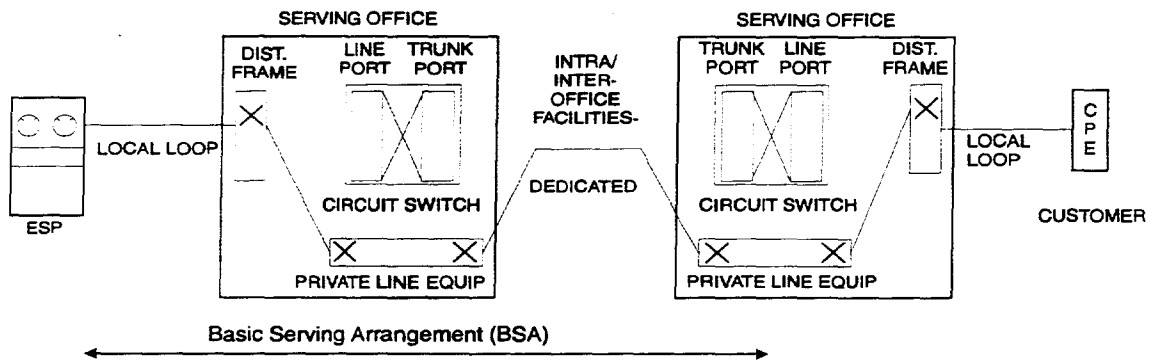 SERVING OFFICE
SERVING OFFICE
DIST.
FRAME
LINE
PORT
TRUNK
PORT
INTRA/
INTER-
OFFICE
FACILITIES-
TRUNK
PORT
LINE
PORT
DIST.
FRAME
C
P
E
LOCAL LOOP
LOCAL
LOOP
DEDICATED
CIRCUIT SWITCH
CIRCUIT SWITCH
ESP
CUSTOMER
PRIVATE LINE EQUIP
PRIVATE LINE EQUIP
Basic Serving Arrangement (BSA)